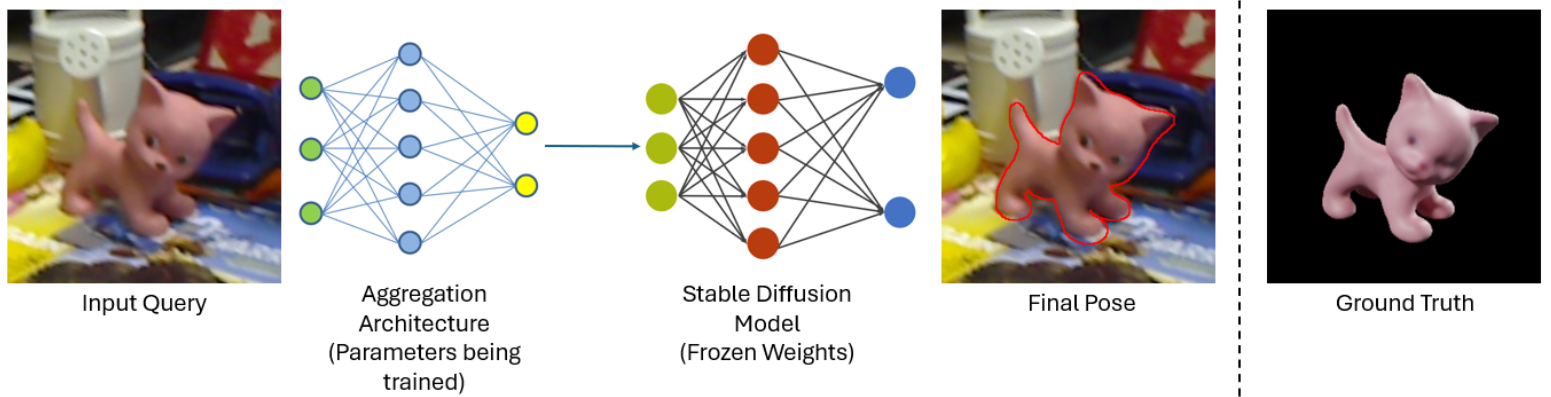 Input Query
Aggregation
Architecture
(Parameters being
trained)
Stable Diffusion
Model
(Frozen Weights)
Final Pose
Ground Truth